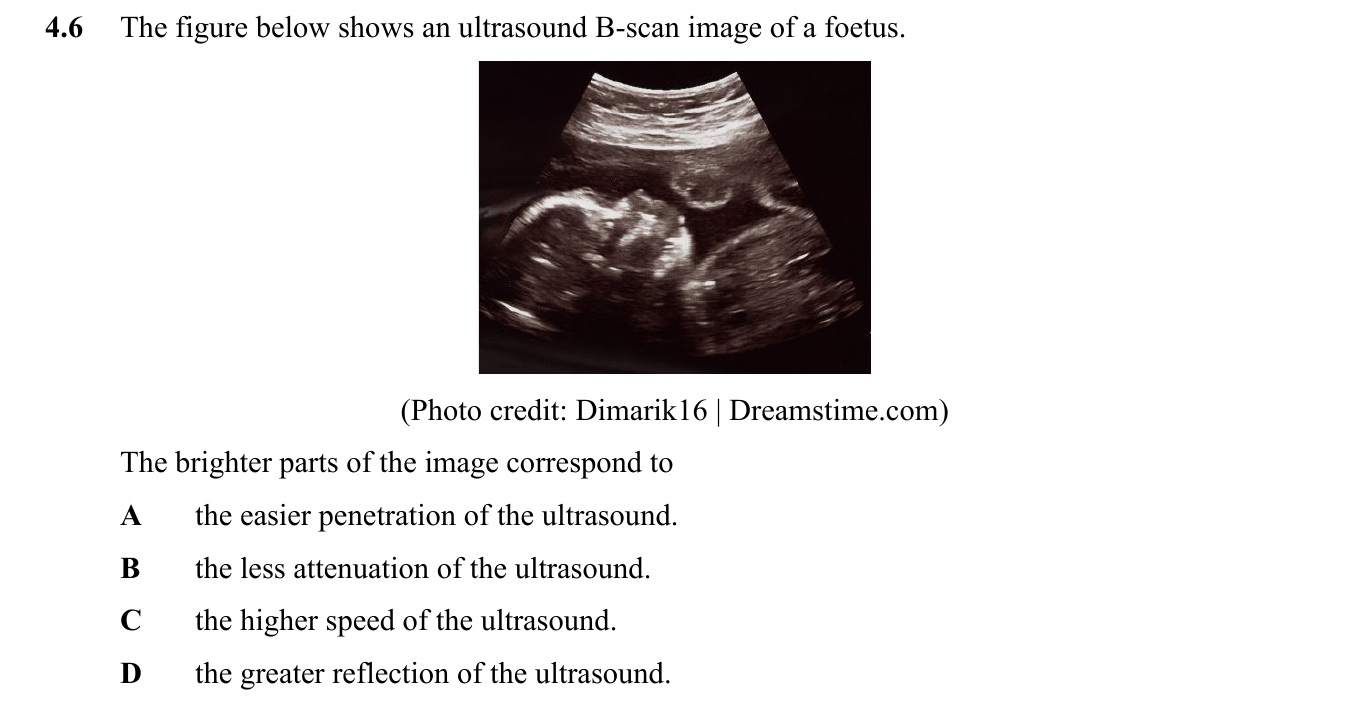 4.6 The figure below shows an ultrasound B-scan image of a foetus.
(Photo credit: Dimarik16 | Dreamstime.com)
The brighter parts of the image correspond to
A the easier penetration of the ultrasound.
B the less attenuation of the ultrasound.
C the higher speed of the ultrasound.
D the greater reflection of the ultrasound.